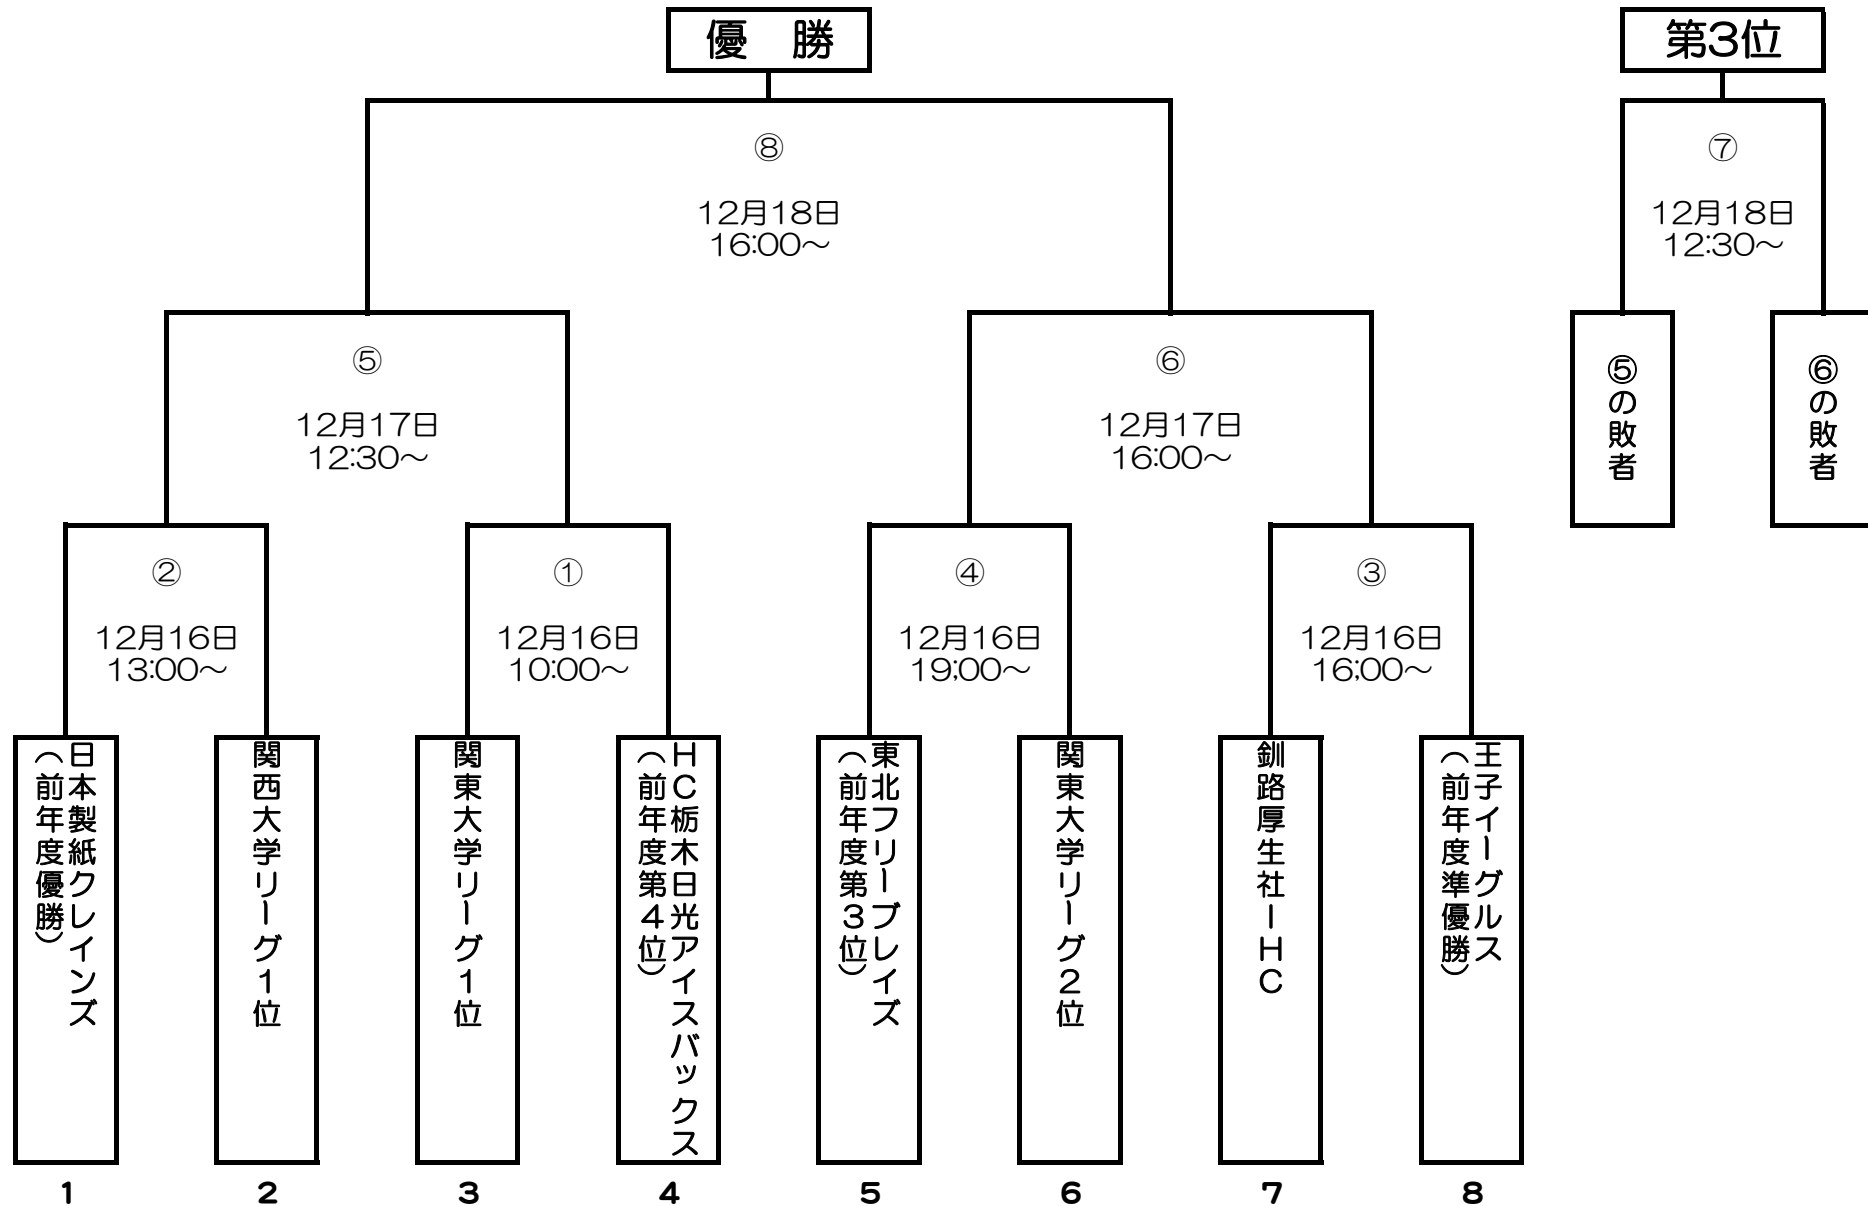 優　勝
第3位
⑧
12月18日
16:00～
⑦
12月18日
12:30～
⑤
12月17日
12:30～
⑥
12月17日
16:00～
⑤の敗者
⑥の敗者
②
12月16日
13:00～
①
12月16日
10:00～
④
12月16日
19;00～
③
12月16日
16;00～
日本製紙クレインズ
（前年度優勝）
関西大学リーグ1位
関東大学リーグ1位
HC栃木日光アイスバックス
（前年度第4位）
東北フリーブレイズ
（前年度第3位）
関東大学リーグ2位
釧路厚生社IHC
王子イーグルス
（前年度準優勝）
1
2
3
4
5
6
7
8